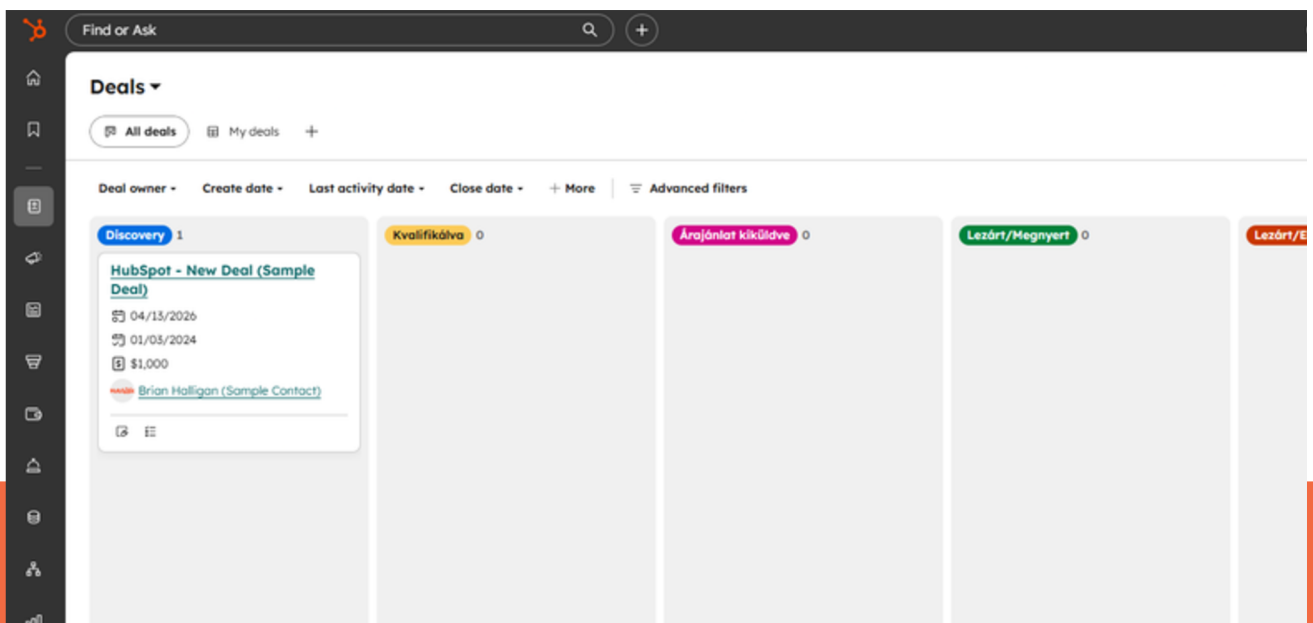 Find or Ask
Deals
All deals
My deals
Deal owner
Create date
Last activity date
Close date
+ More
Advanced filters
Discovery 1
HubSpot - New Deal (Sample
Deal)
04/13/2026
01/03/2024
$1,000
Brian Halligan (Sample Contact)
Kvalifikálva 0
Árajánlat kiküldve 0
Lezárt/Megnyert 0
Lezárt/E